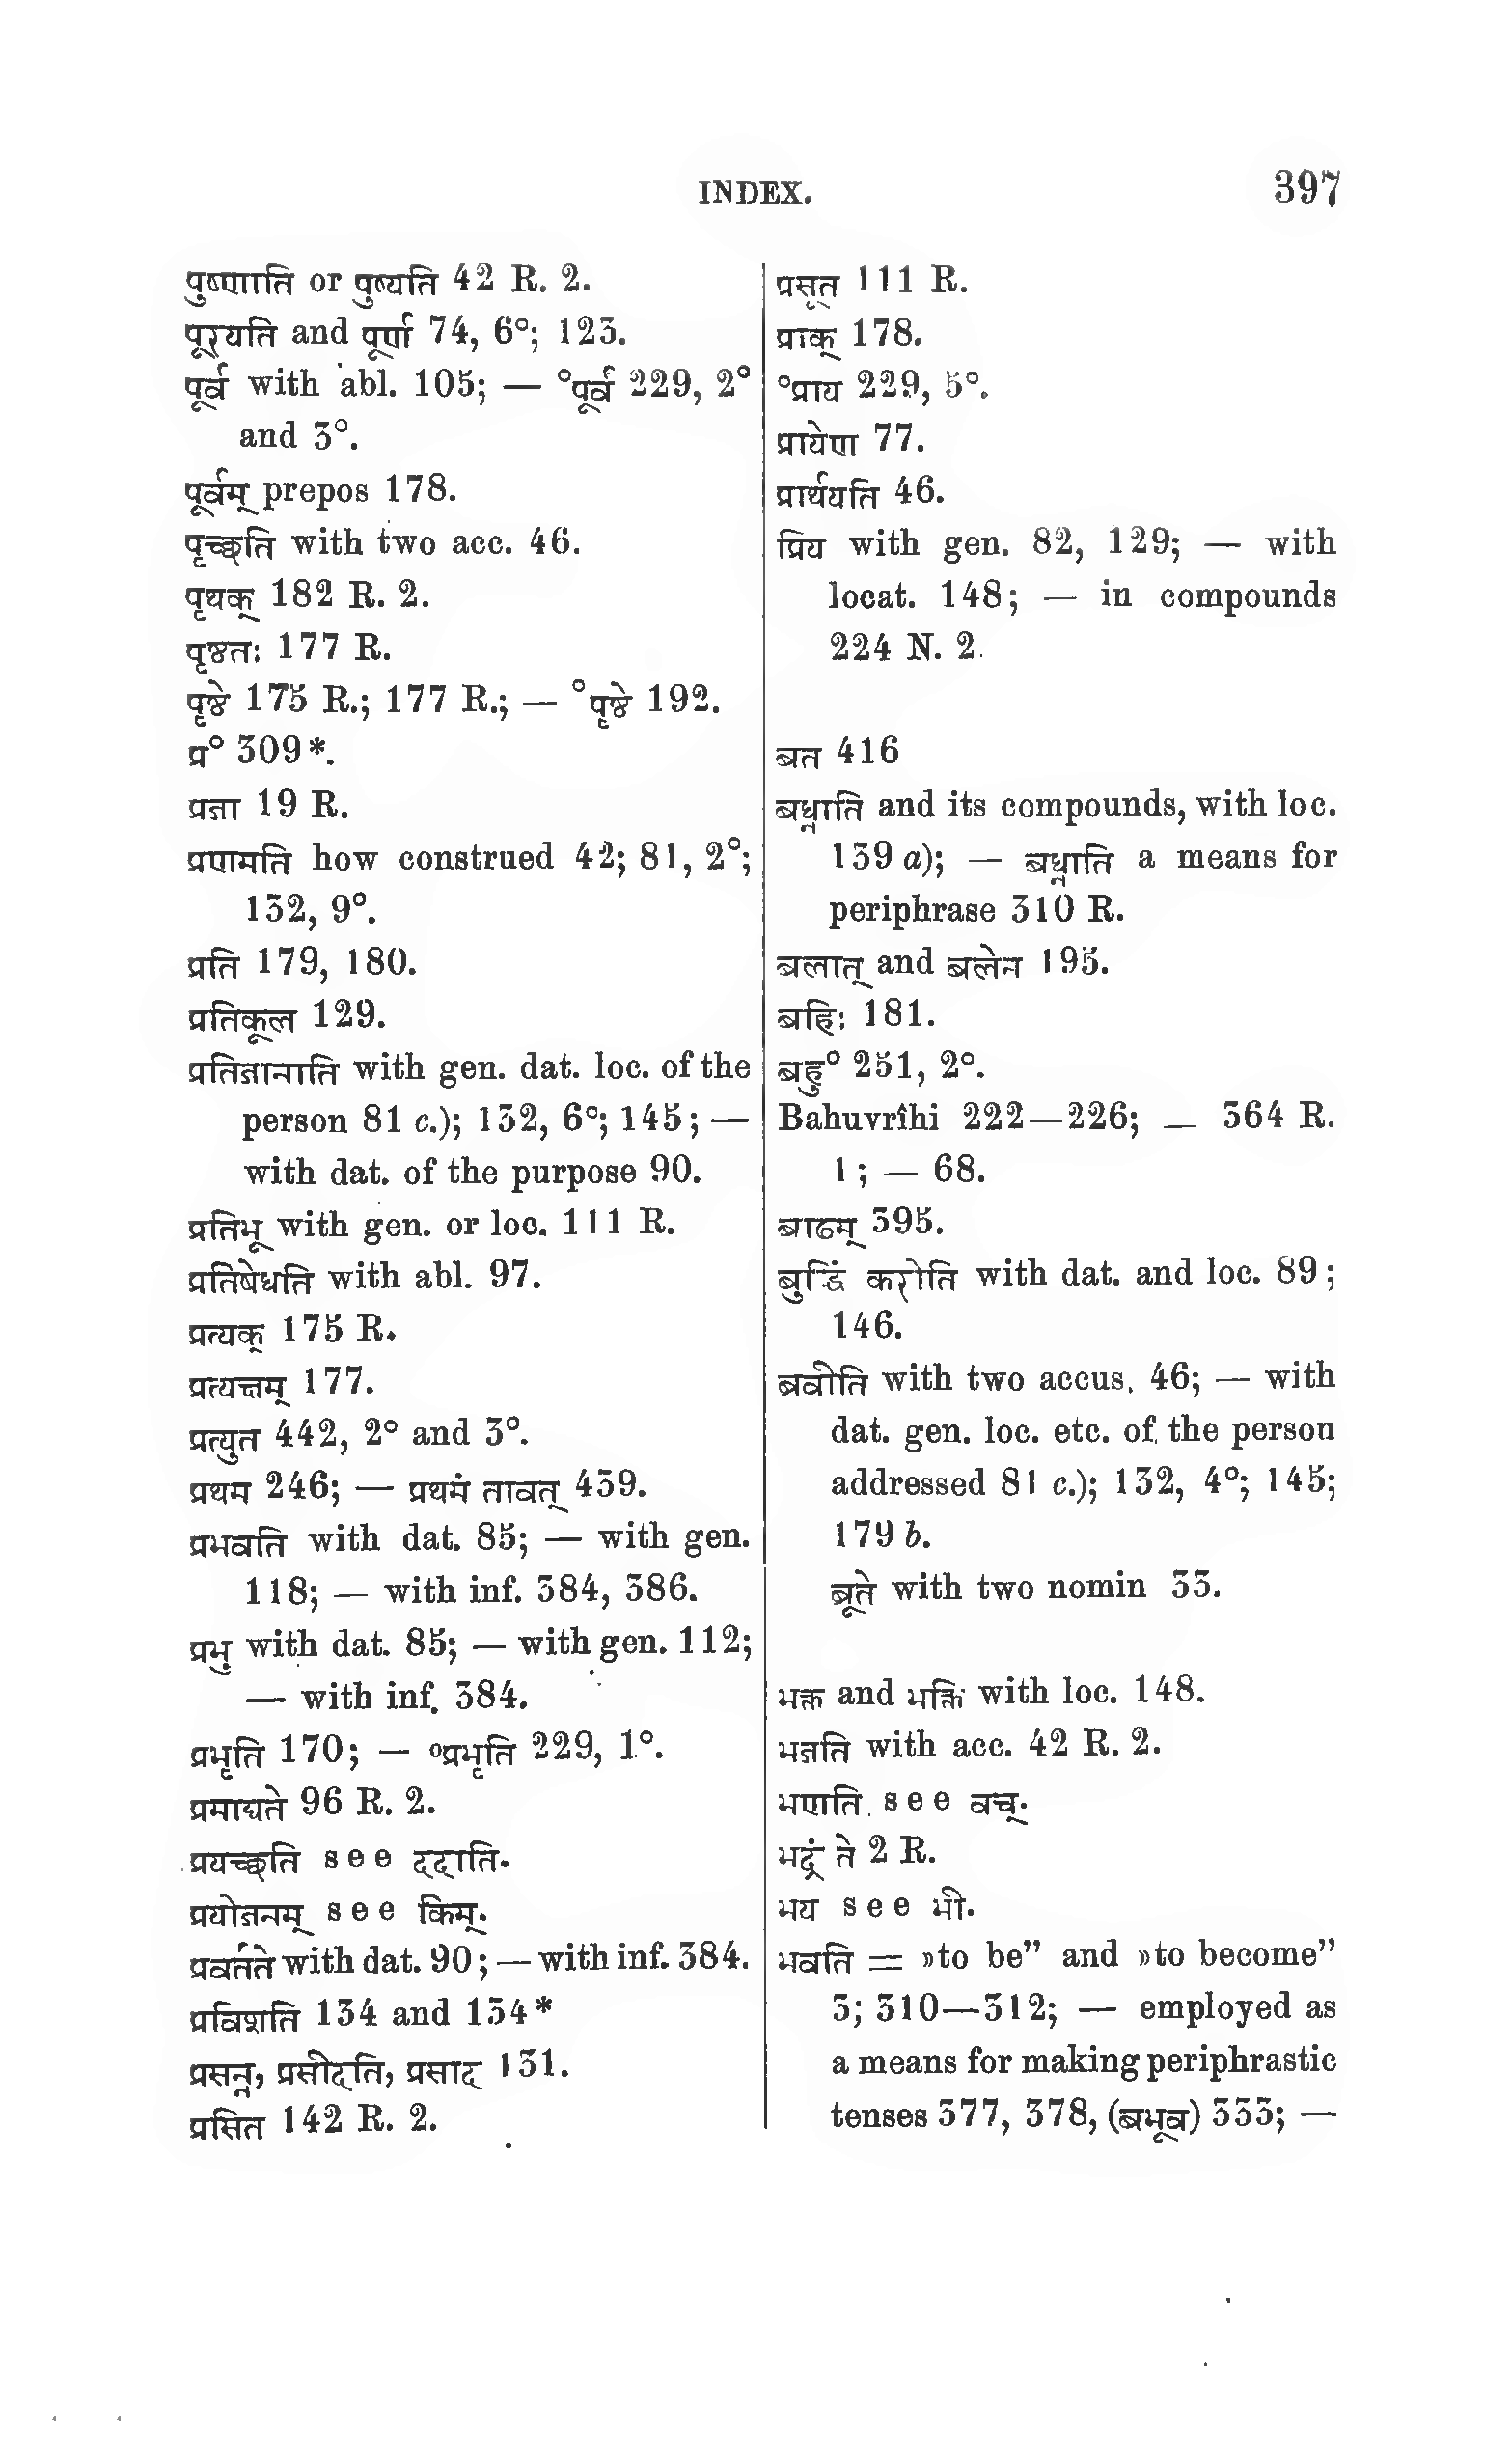 INDEX. 397
पुष्णाति or पुष्यति 42 R. 2.
पूरयति and पूर्ण 74, 6°; 123.
पूर्व with abl. 105; — °पूर्व 229, 2°
and 3°.
पूर्वम् prepos 178.
पृच्छति with two acc. 46.
पृथक् 182 R. 2.
पृष्ठतः 177 R.
पृष्ठे 175 R.; 177 R.; — °पृष्ठे 192.
प्र° 309*.
प्रज्ञा 19 R.
प्रणमति how construed 42; 81, 2°;
132, 9°.
प्रति 179, 180.
प्रतिकूल 129.
प्रतिजानाति with gen. dat. loc. of the
person 81 c.); 132, 6°; 145; —
with dat. of the purpose 90.
प्रतिभू with gen. or loc. 111 R.
प्रतिषेधति with abl. 97.
प्रत्यक् 175 R.
प्रत्यक्षम् 177.
प्रत्युत 442, 2° and 3°.
प्रथम 246; — प्रथमं तावत् 439.
प्रभवति with dat. 85; — with gen.
118; — with inf. 384, 386.
प्रभु with dat. 85; — with gen. 112;
— with inf. 384.
प्रभृति 170; — °प्रभृति 229, 1°.
प्रमाद्यते 96 R. 2.
प्रयच्छति see ददाति.
प्रयोजनम् see किम्.
प्रवर्तते with dat. 90; — with inf. 384.
प्रविशति 134 and 134*
प्रसन्न, प्रसीदति, प्रसाद 131.
प्रसित 142 R. 2.
प्रसूत 111 R.
प्राक् 178.
°प्राय 229, 5°.
प्रायेण 77.
प्रार्थयति 46.
प्रिय with gen. 82, 129; — with
locat. 148; — in compounds
224 N. 2.
बत 416
बध्नाति and its compounds, with loc.
139 a); — बध्नाति a means for
periphrase 310 R.
बलात् and बलेन 195.
बहिः 181.
बहु° 251, 2°.
Bahuvrîhi 222—226; — 364 R.
1; — 68.
बाढम् 395.
बुद्धिं करोति with dat. and loc. 89;
146.
ब्रवीति with two accus. 46; — with
dat. gen. loc. etc. of the person
addressed 81 c.); 132, 4°; 145;
179 b.
ब्रूते with two nomin 33.
भक्त and भक्ति with loc. 148.
भजति with acc. 42 R. 2.
भणति see वच्.
भद्रं ते 2 R.
भय see भी.
भवति = »to be” and »to become”
3; 310—312; — employed as
a means for making periphrastic
tenses 377, 378, (बभूव) 333; —